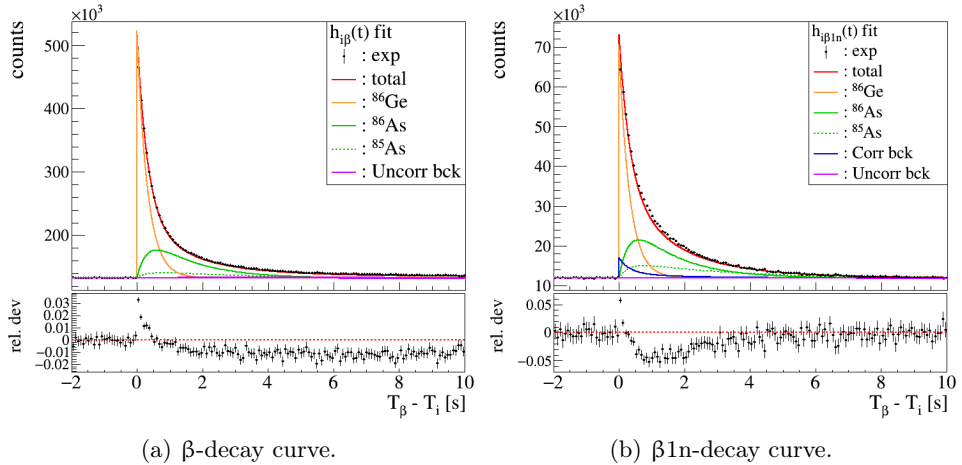 ×10³
counts
500
400
300
200
h_iβ(t) fit
: exp
: total
: ⁸⁶Ge
: ⁸⁶As
: ⁸⁵As
: Uncorr bck
rel. dev
0.03
0.01
0
−0.01
−0.02
−2 0 2 4 6 8 10
T_β - T_i [s]
(a) β-decay curve.
×10³
counts
70
60
50
40
30
20
10
h_iβ1n(t) fit
: exp
: total
: ⁸⁶Ge
: ⁸⁶As
: ⁸⁵As
: Corr bck
: Uncorr bck
rel. dev
0.05
0
−0.05
−2 0 2 4 6 8 10
T_β - T_i [s]
(b) β1n-decay curve.